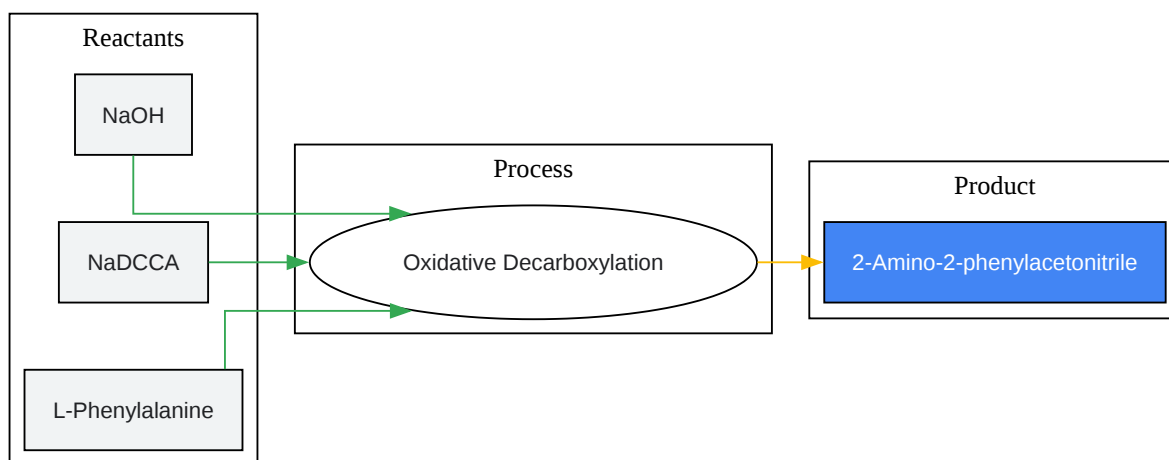 Reactants
NaOH
NaDCCA
L-Phenylalanine
Process
Oxidative Decarboxylation
Product
2-Amino-2-phenylacetonitrile